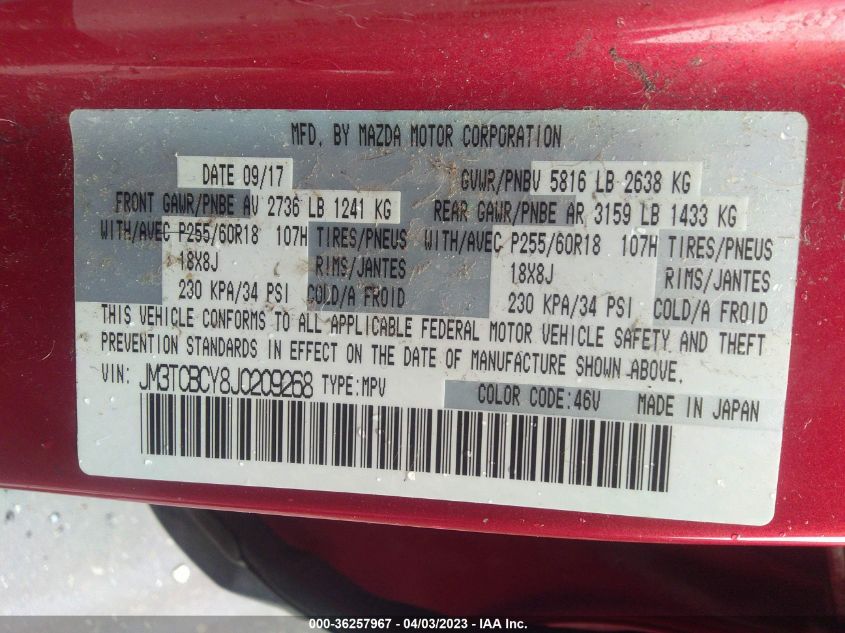 MFD. BY MAZDA MOTOR CORPORATION
DATE 09/17 GVWR/PNBV 5816 LB 2638 KG
FRONT GAWR/PNBE AV 2736 LB 1241 KG REAR GAWR/PNBE AR 3159 LB 1433 KG
WITH/AVEC P255/60R18 107H TIRES/PNEUS WITH/AVEC P255/60R18 107H TIRES/PNEUS
18X8J RIMS/JANTES 18X8J RIMS/JANTES
230 KPA/34 PSI COLD/A FROID 230 KPA/34 PSI COLD/A FROID
THIS VEHICLE CONFORMS TO ALL APPLICABLE FEDERAL MOTOR VEHICLE SAFETY AND THEFT
PREVENTION STANDARDS IN EFFECT ON THE DATE OF MANUFACTURE SHOWN ABOVE.
VIN: JM3TCBCY8J0209268 TYPE:MPV COLOR CODE:46V MADE IN JAPAN
000-36257967 - 04/03/2023 - © IAA Inc.